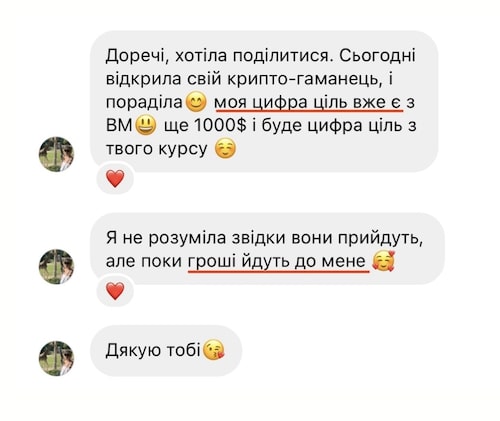 Доречі, хотіла поділитися. Сьогодні
відкрила свій крипто-гаманець, і
пораділа😊 моя цифра ціль вже є з
ВМ😃 ще 1000$ і буде цифра ціль з
твого курсу ☺️
Я не розуміла звідки вони прийдуть,
але поки гроші йдуть до мене 🥰
Дякую тобі😘